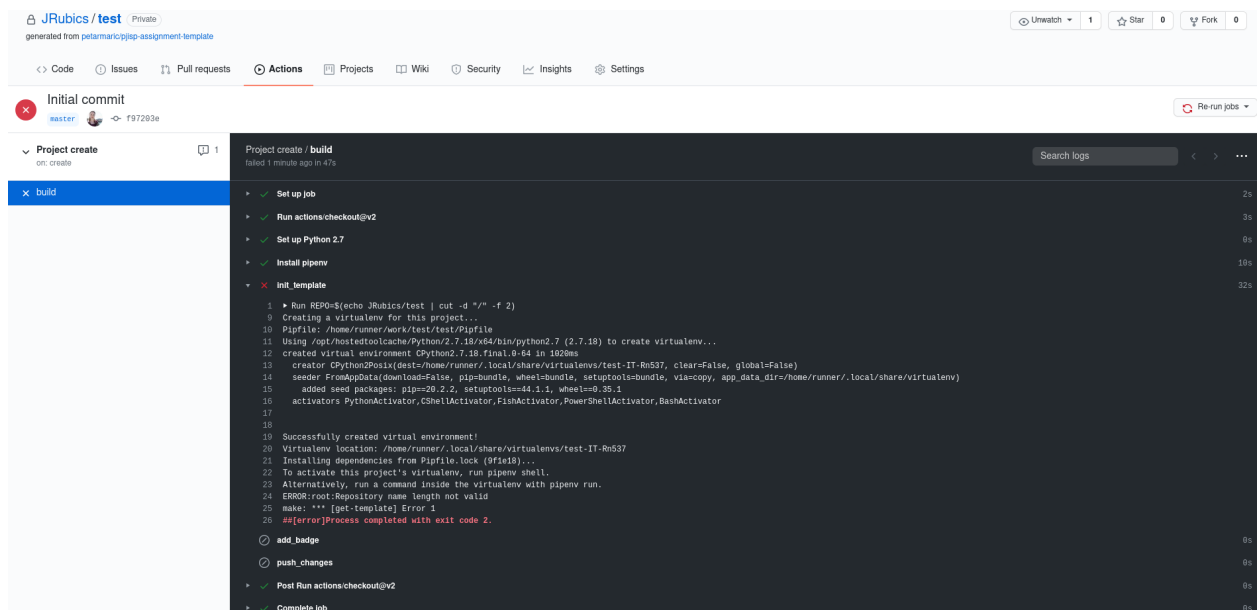 JRubics / test Private
generated from petarmaric/pjisp-assignment-template
Unwatch 1 Star 0 Fork 0
Code Issues Pull requests Actions Projects Wiki Security Insights Settings
Initial commit
master f97203e
Re-run jobs
Project create 1
on: create
build
Project create / build
failed 1 minute ago in 47s
Search logs
Set up job 2s
Run actions/checkout@v2 3s
Set up Python 2.7 0s
Install pipenv 10s
init_template 32s
1 Run REPO=$(echo JRubics/test | cut -d "/" -f 2)
9 Creating a virtualenv for this project...
10 Pipfile: /home/runner/work/test/test/Pipfile
11 Using /opt/hostedtoolcache/Python/2.7.18/x64/bin/python2.7 (2.7.18) to create virtualenv...
12 created virtual environment CPython2.7.18.final.0-64 in 1020ms
13 creator CPython2Posix(dest=/home/runner/.local/share/virtualenvs/test-IT-Rn537, clear=False, global=False)
14 seeder FromAppData(download=False, pip=bundle, wheel=bundle, setuptools=bundle, via=copy, app_data_dir=/home/runner/.local/share/virtualenv)
15 added seed packages: pip==20.2.2, setuptools==44.1.1, wheel==0.35.1
16 activators PythonActivator,CShellActivator,FishActivator,PowerShellActivator,BashActivator
17
18
19 Successfully created virtual environment!
20 Virtualenv location: /home/runner/.local/share/virtualenvs/test-IT-Rn537
21 Installing dependencies from Pipfile.lock (9f1e18)...
22 To activate this project's virtualenv, run pipenv shell.
23 Alternatively, run a command inside the virtualenv with pipenv run.
24 ERROR:root:Repository name length not valid
25 make: *** [get-template] Error 1
26 ##[error]Process completed with exit code 2.
add_badge 0s
push_changes 0s
Post Run actions/checkout@v2 0s
Complete job 0s